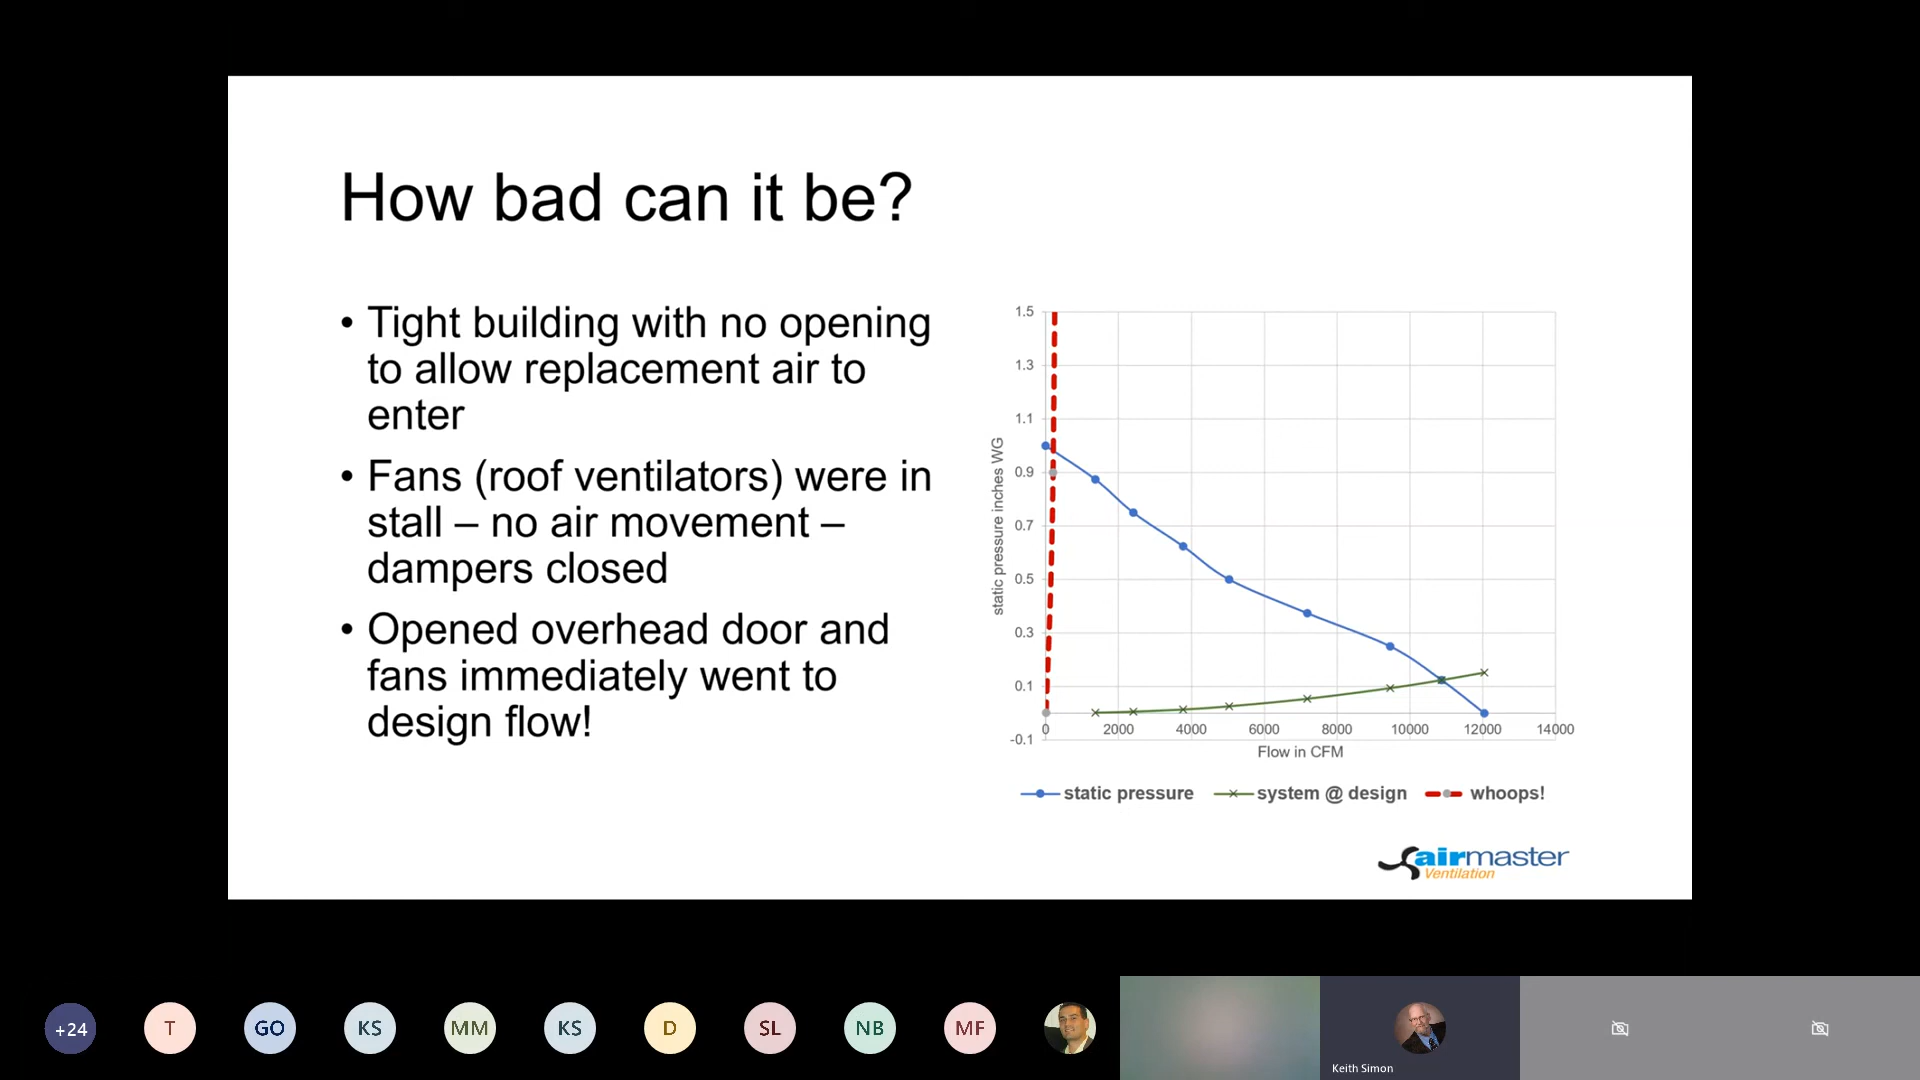 How bad can it be?
• Tight building with no opening
to allow replacement air to
enter
• Fans (roof ventilators) were in
stall – no air movement –
dampers closed
• Opened overhead door and
fans immediately went to
design flow!
static pressure inches WG
1.5
1.3
1.1
0.9
0.7
0.5
0.3
0.1
-0.1
0 2000 4000 6000 8000 10000 12000 14000
Flow in CFM
static pressure system @ design whoops!
airmaster
Ventilation
+24 T GO KS MM KS D SL NB MF
Keith Simon